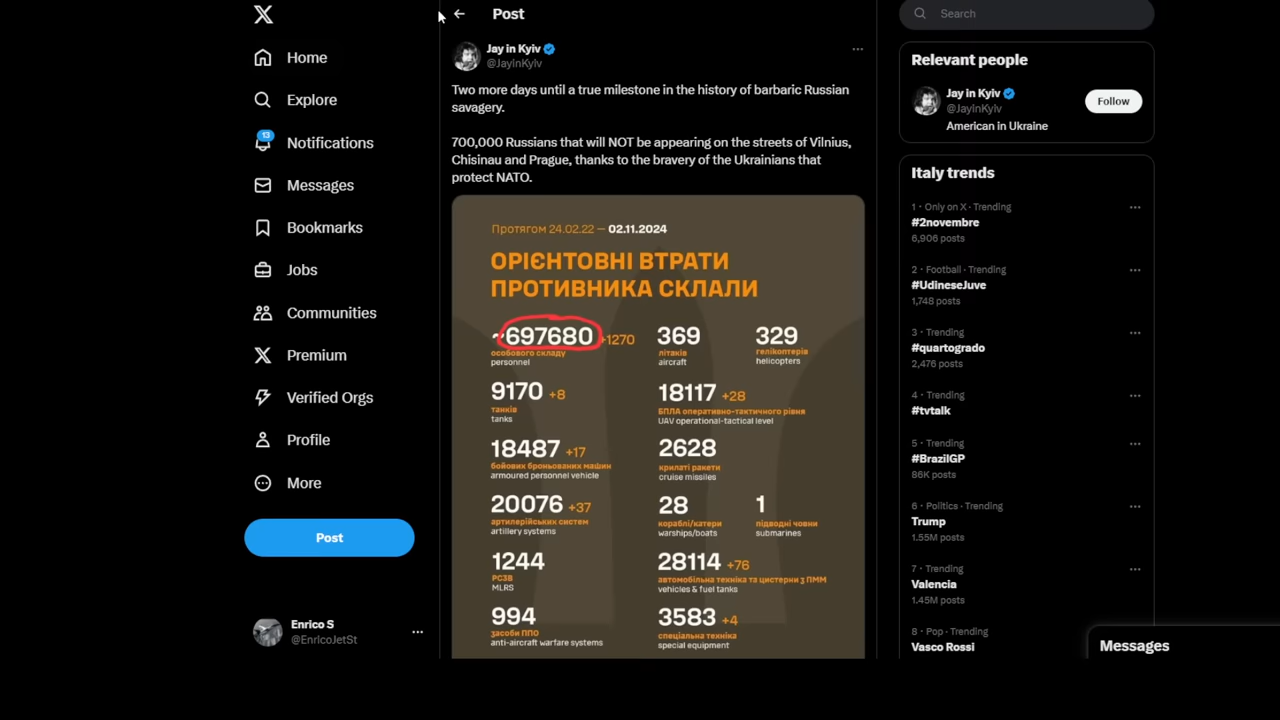 Home
Explore
13
Notifications
Messages
Bookmarks
Jobs
Communities
Premium
Verified Orgs
Profile
More
Post
Enrico S
@EnricoJetSt
Post
Jay in Kyiv
@JayinKyiv
Two more days until a true milestone in the history of barbaric Russian
savagery.
700,000 Russians that will NOT be appearing on the streets of Vilnius,
Chisinau and Prague, thanks to the bravery of the Ukrainians that
protect NATO.
Протягом 24.02.22 — 02.11.2024
ОРІЄНТОВНІ ВТРАТИ
ПРОТИВНИКА СКЛАЛИ
~697680 +1270
особового складу
personnel
369
літаків
aircraft
329
гелікоптерів
helicopters
9170 +8
танків
tanks
18117 +28
БПЛА оперативно-тактичного рівня
UAV operational-tactical level
18487 +17
бойових броньованих машин
armoured personnel vehicle
2628
крилаті ракети
cruise missiles
20076 +37
артилерійських систем
artillery systems
28
кораблі/катери
warships/boats
1
підводні човни
submarines
1244
РСЗВ
MLRS
28114 +76
автомобільна техніка та цистерни з ПММ
vehicles & fuel tanks
994
засоби ППО
anti-aircraft warfare systems
3583 +4
спеціальна техніка
special equipment
Search
Relevant people
Jay in Kyiv
@JayinKyiv
Follow
American in Ukraine
Italy trends
1 · Only on X · Trending
#2novembre
6,906 posts
2 · Football · Trending
#UdineseJuve
1,748 posts
3 · Trending
#quartogrado
2,476 posts
4 · Trending
#tvtalk
5 · Trending
#BrazilGP
86K posts
6 · Politics · Trending
Trump
1.55M posts
7 · Trending
Valencia
1.45M posts
8 · Pop · Trending
Vasco Rossi
Messages